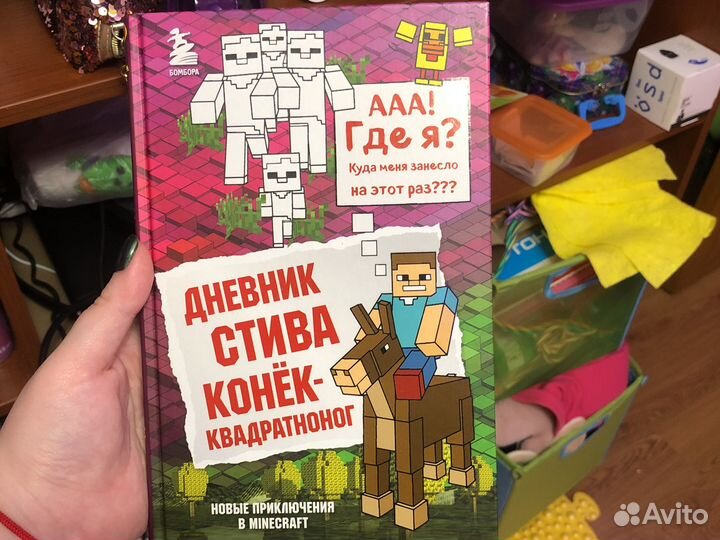 БОМБОРА
ААА!
Где я?
Куда меня занесло
на этот раз???
ДНЕВНИК
СТИВА
КОНЁК-
КВАДРАТНОНОГ
НОВЫЕ ПРИКЛЮЧЕНИЯ
В MINECRAFT
Avito